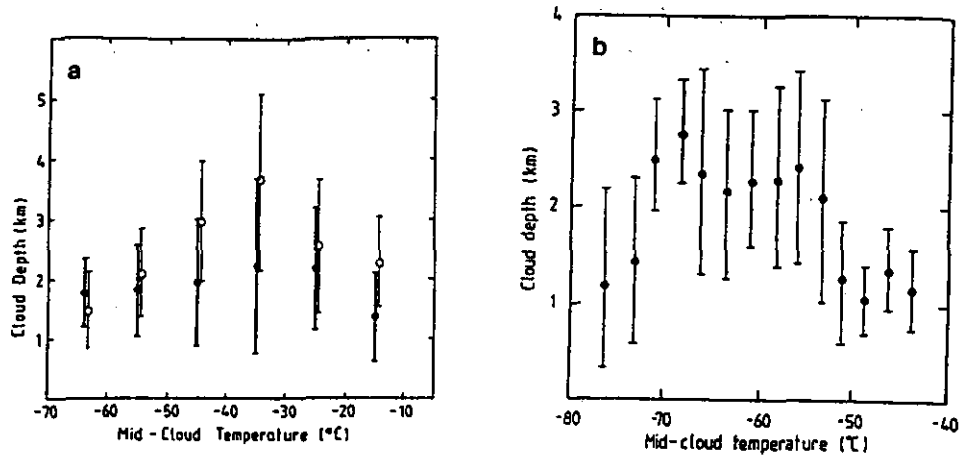 a
5
4
3
2
1
Cloud Depth (km)
-70 -60 -50 -40 -30 -20 -10
Mid-Cloud Temperature (°C)
b
4
3
2
1
Cloud depth (km)
-80 -70 -60 -50 -40
Mid-cloud temperature (℃)